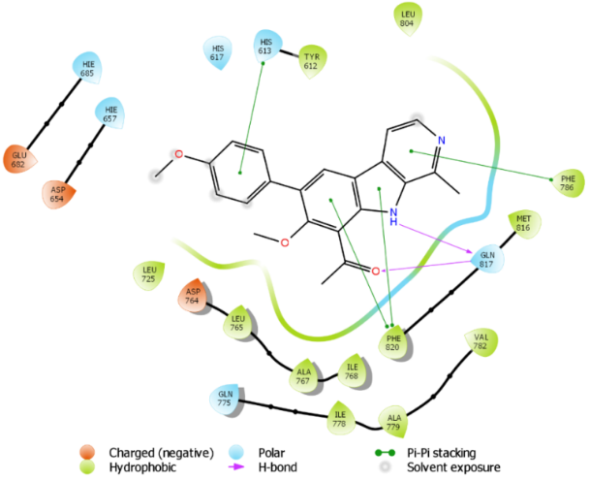 LEU
804
HIS
617
HIS
613
TYR
612
HIE
685
HIE
657
GLU
682
ASP
654
O
N
N
H
O
O
PHE
786
MET
816
GLN
817
LEU
725
ASP
764
LEU
765
ALA
767
ILE
768
PHE
820
VAL
782
GLN
775
ILE
778
ALA
779
Charged (negative)
Polar
Pi-Pi stacking
Hydrophobic
H-bond
Solvent exposure